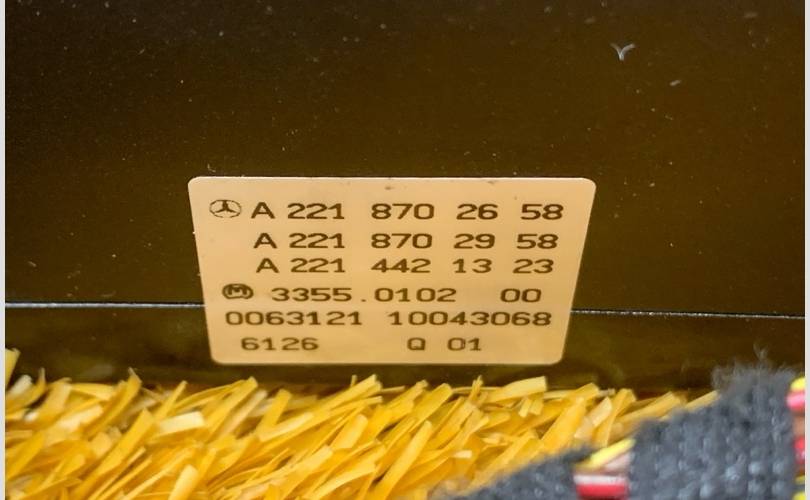 A 221 870 26 58
A 221 870 29 58
A 221 442 13 23
M 3355.0102 00
0063121 10043068
6126 Q 01